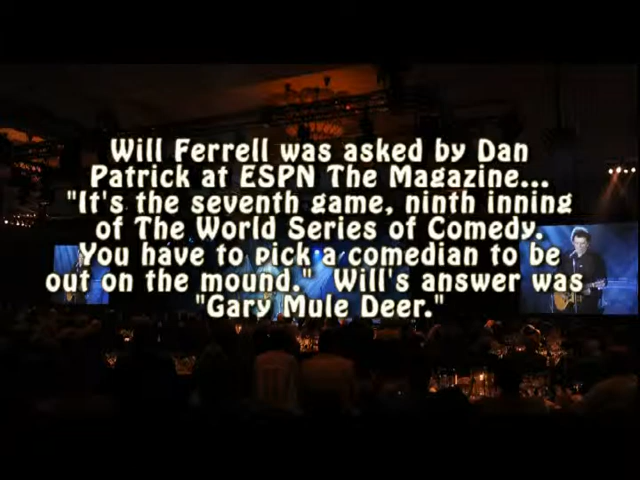 Will Ferrell was asked by Dan
Patrick at ESPN The Magazine...
"It's the seventh game, ninth inning
of The World Series of Comedy.
You have to pick a comedian to be
out on the mound."  Will's answer was
"Gary Mule Deer."